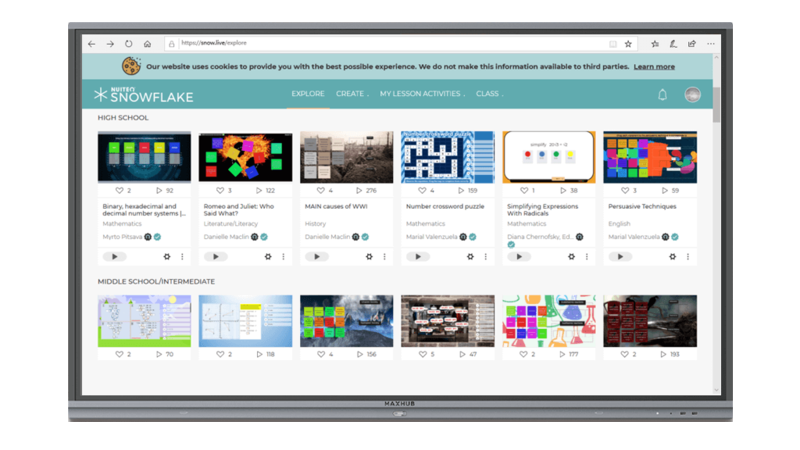 https://snow.live/explore
Our website uses cookies to provide you with the best possible experience. We do not make this information available to third parties. Learn more
NUITEQ
SNOWFLAKE
EXPLORE CREATE MY LESSON ACTIVITIES CLASS
HIGH SCHOOL
2 92
3 122
4 276
4 159
simplify
1 38
3 59
Binary, hexadecimal and
decimal number systems |...
Mathematics
Myrto Pitsava
Romeo and Juliet: Who
Said What?
Literature/Literacy
Danielle Maclin
MAIN causes of WWI
History
Danielle Maclin
Number crossword puzzle
Mathematics
Marial Valenzuela
Simplifying Expressions
With Radicals
Mathematics
Diana Chernofsky, Ed...
Persuasive Techniques
English
Marial Valenzuela
MIDDLE SCHOOL/INTERMEDIATE
2 70
2 118
4 156
5 47
2 177
2 193
MAXHUB